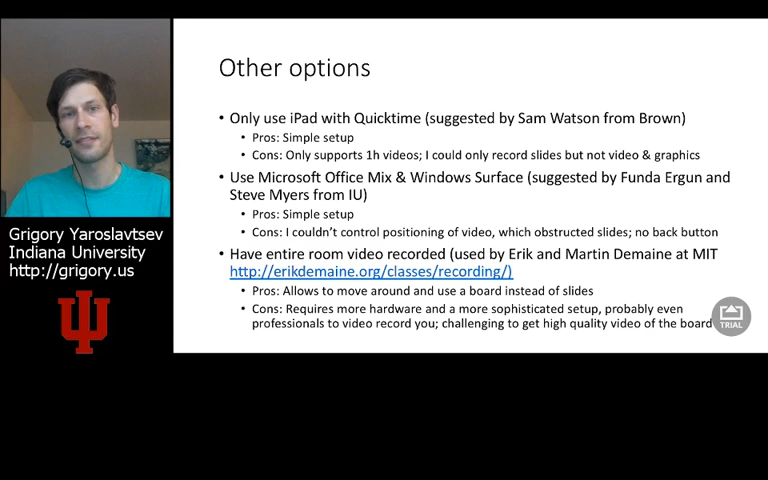 Other options
• Only use iPad with Quicktime (suggested by Sam Watson from Brown)
• Pros: Simple setup
• Cons: Only supports 1h videos; I could only record slides but not video & graphics
• Use Microsoft Office Mix & Windows Surface (suggested by Funda Ergun and
Steve Myers from IU)
• Pros: Simple setup
• Cons: I couldn't control positioning of video, which obstructed slides; no back button
• Have entire room video recorded (used by Erik and Martin Demaine at MIT
http://erikdemaine.org/classes/recording/)
• Pros: Allows to move around and use a board instead of slides
• Cons: Requires more hardware and a more sophisticated setup, probably even
professionals to video record you; challenging to get high quality video of the board
TRIAL
Grigory Yaroslavtsev
Indiana University
http://grigory.us